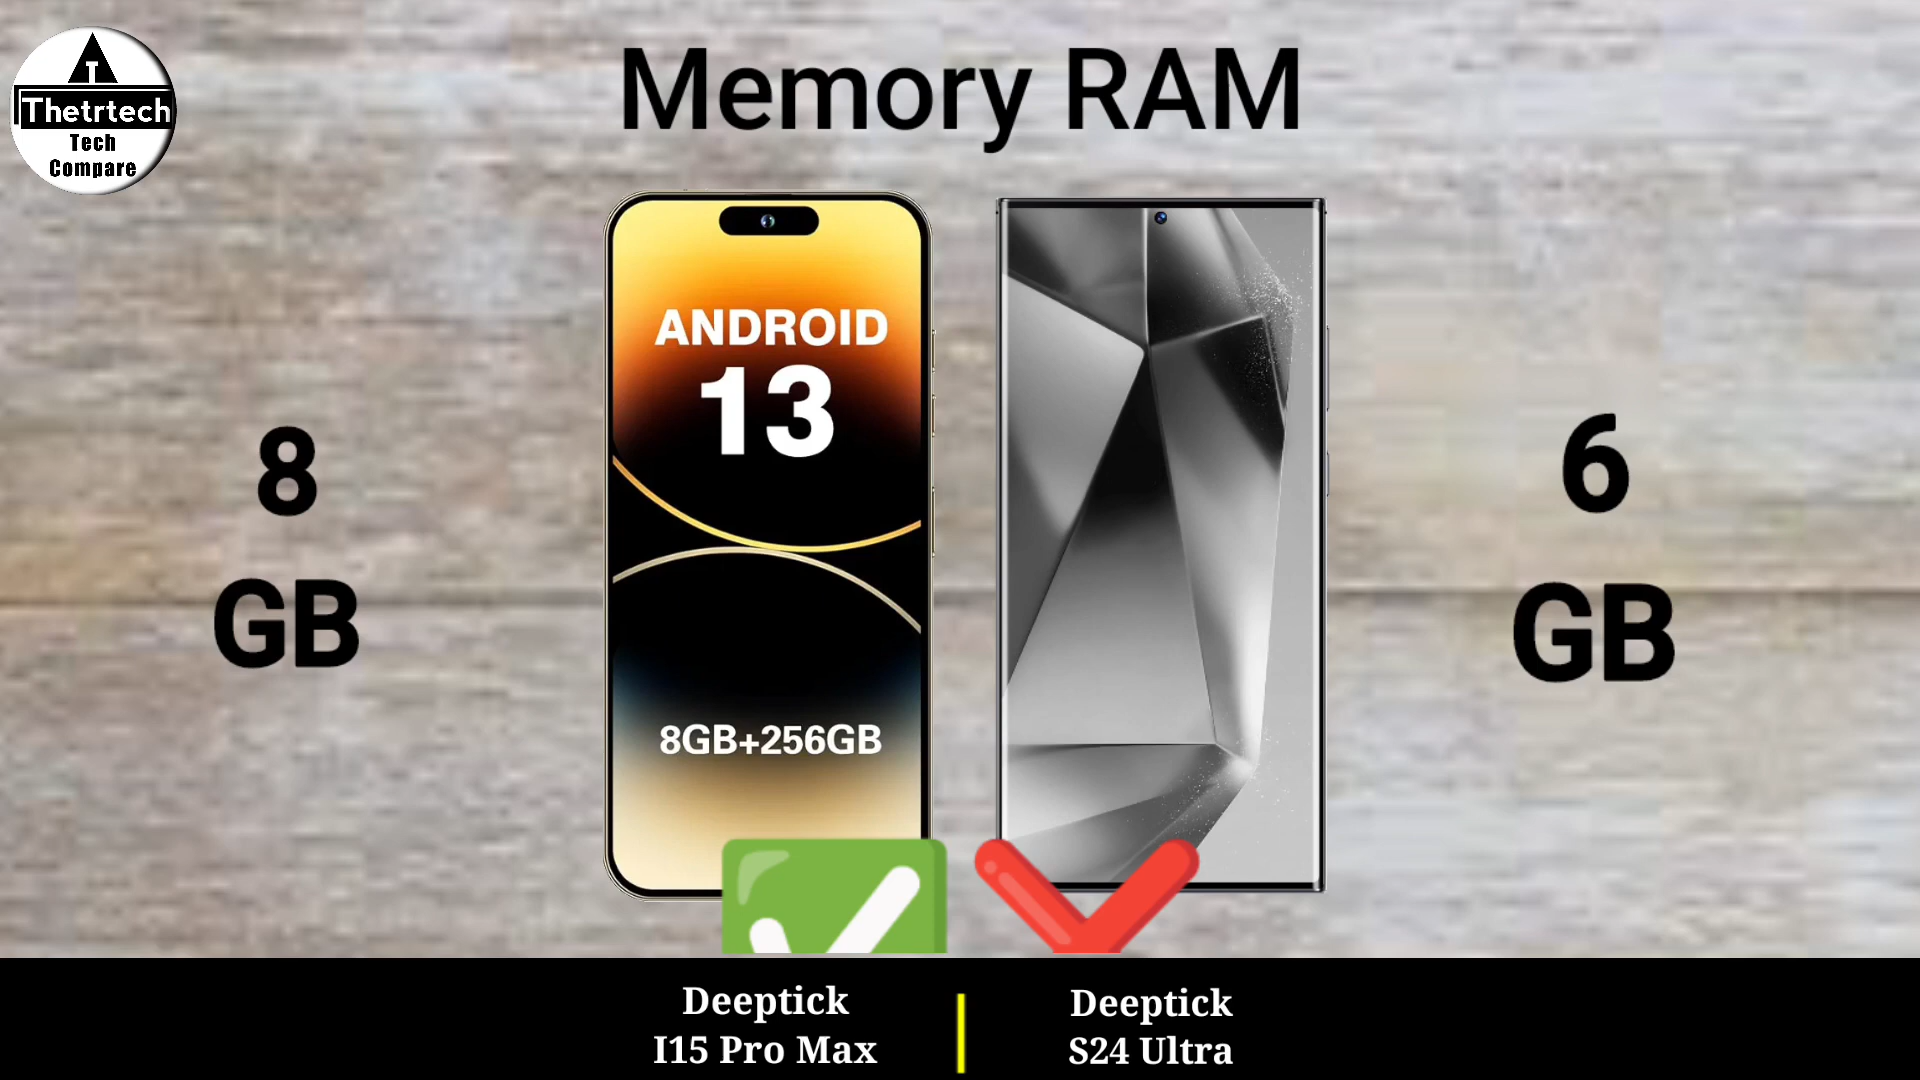 T
Thetrtech
Tech
Compare
Memory RAM
ANDROID
13
8GB+256GB
8
GB
6
GB
Deeptick
I15 Pro Max
Deeptick
S24 Ultra